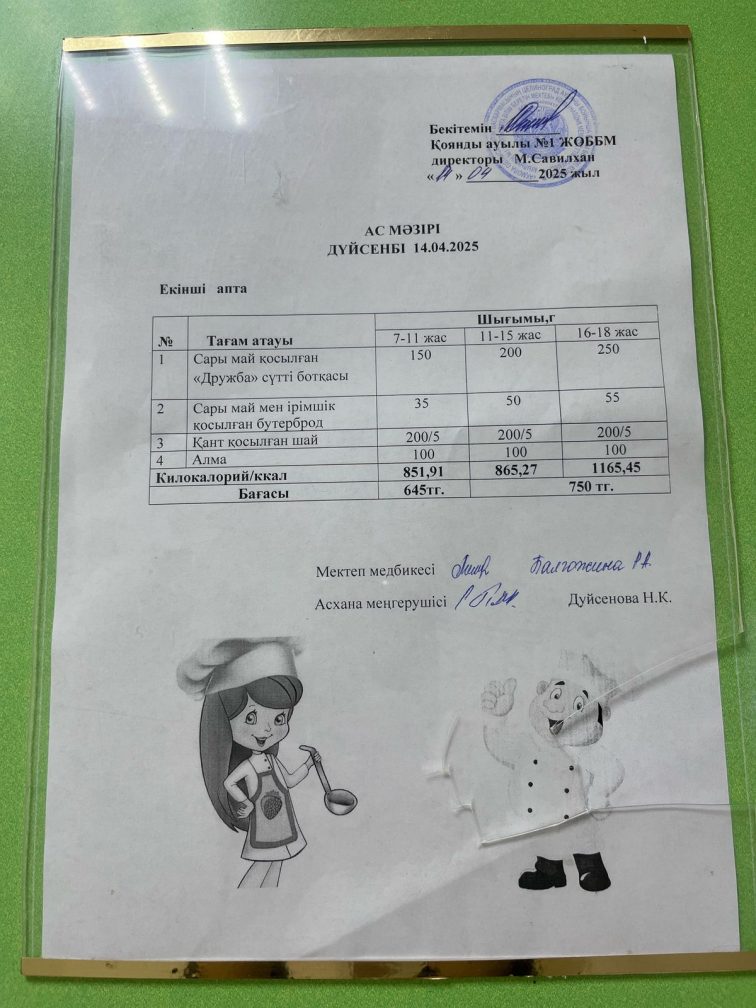 Бекітемін
Қоянды ауылы №1 ЖОББМ
директоры М.Савилхан
«14» 04 2025 жыл
АС МӘЗІРІ
ДҮЙСЕНБІ 14.04.2025
Екінші апта
№ Тағам атауы Шығымы,г
7-11 жас 11-15 жас 16-18 жас
1 Сары май қосылған 150 200 250
«Дружба» сүтті ботқасы
2 Сары май мен ірімшік 35 50 55
қосылған бутерброд
3 Қант қосылған шай 200/5 200/5 200/5
4 Алма 100 100 100
Килокалорий/ккал 851,91 865,27 1165,45
Бағасы 645тг. 750 тг.
Мектеп медбикесі Балгожина
Асхана меңгерушісі Дуйсенова Н.К.